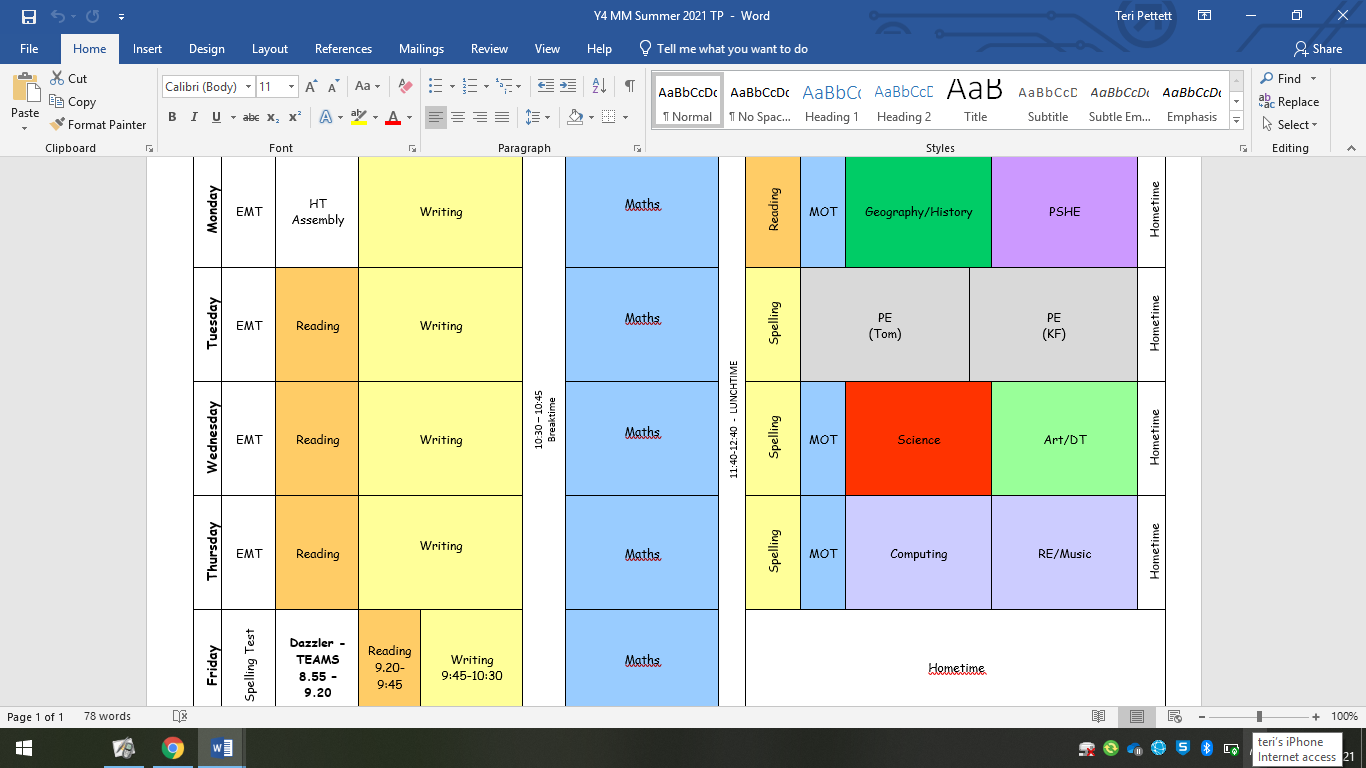 Y4 MM Summer 2021 TP - Word
Teri Pettett
File Home Insert Design Layout References Mailings Review View Help Tell me what you want to do
Share
Paste
Cut
Copy
Format Painter
Clipboard
Calibri (Body) 11
Aa
B I U abc x₂ x²
A ab A
Font
Paragraph
AaBbCcDc AaBbCcDc AaBbCc AaBbCcD AaB AaBbCcD AaBbCcDc AaBbCcDc
¶ Normal ¶ No Spac... Heading 1 Heading 2 Title Subtitle Subtle Em... Emphasis
Styles
Find
Replace
Select
Editing
Monday
EMT
HT
Assembly
Writing
Maths
Reading
MOT
Geography/History
PSHE
Hometime
Tuesday
EMT
Reading
Writing
Maths
Spelling
PE
(Tom)
PE
(KF)
Hometime
10:30 – 10:45
Breaktime
11:40-12:40 - LUNCHTIME
Wednesday
EMT
Reading
Writing
Maths
Spelling
MOT
Science
Art/DT
Hometime
Thursday
EMT
Reading
Writing
Maths
Spelling
MOT
Computing
RE/Music
Hometime
Friday
Spelling Test
Dazzler –
TEAMS
8.55 –
9.20
Reading
9.20-
9:45
Writing
9:45-10:30
Maths
Hometime
Page 1 of 1 78 words
100%
teri's iPhone
Internet access
21